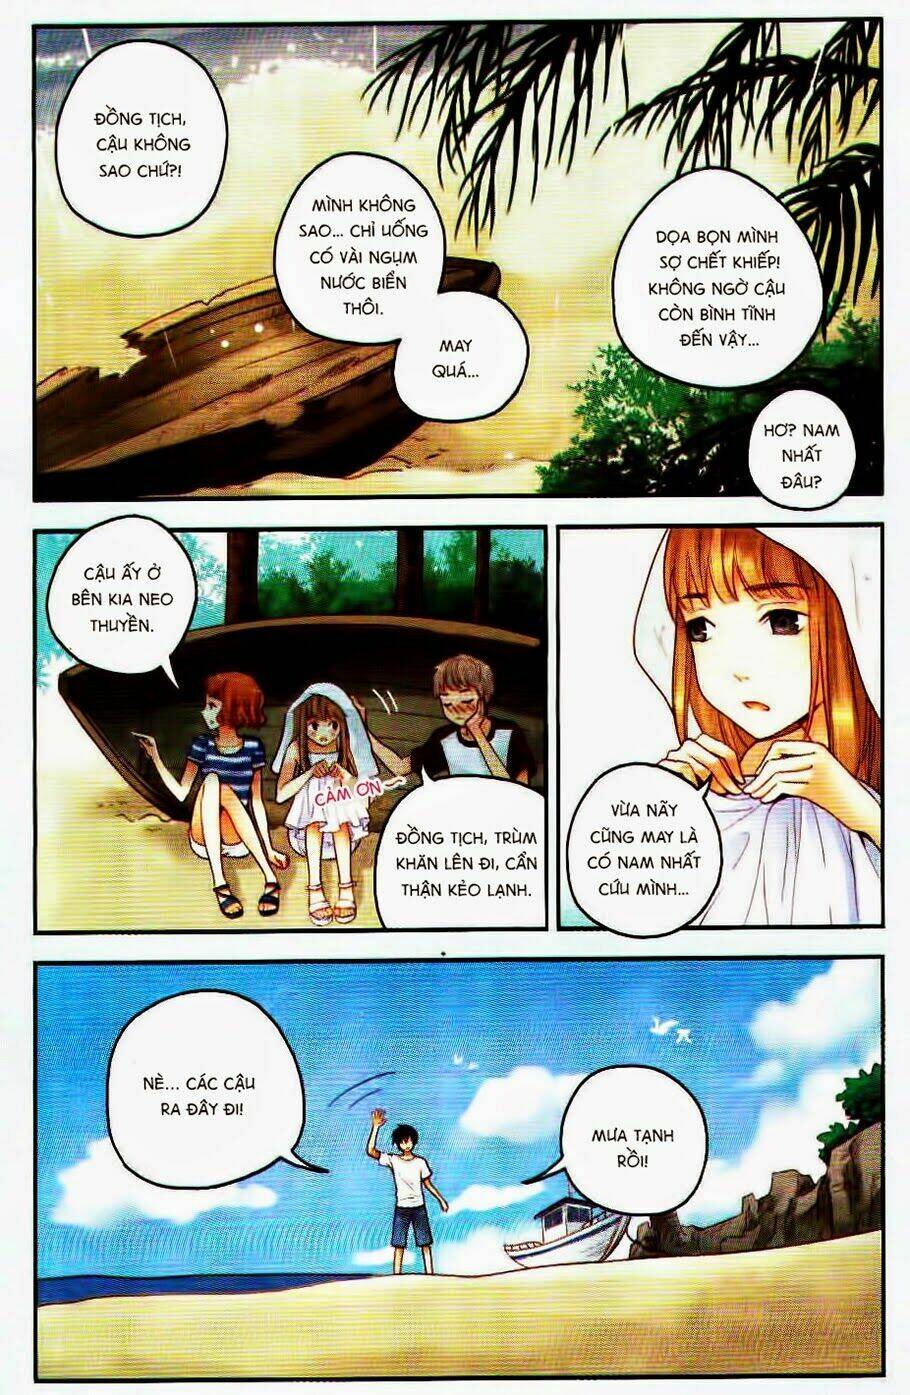 ĐỒNG TỊCH,
CẬU KHÔNG
SAO CHỨ?!
MÌNH KHÔNG
SAO... CHỈ UỐNG
CÓ VÀI NGỤM
NƯỚC BIỂN
THÔI.
MAY
QUÁ...
DỌA BỌN MÌNH
SỢ CHẾT KHIẾP!
KHÔNG NGỜ CẬU
CÒN BÌNH TĨNH
ĐẾN VẬY...
HƠ? NAM
NHẤT
ĐÂU?
CẬU ẤY Ở
BÊN KIA NEO
THUYỀN.
CẢM ƠN
ĐỒNG TỊCH, TRÙM
KHĂN LÊN ĐI, CẨN
THẬN KẺO LẠNH.
VỪA NÃY
CŨNG MAY LÀ
CÓ NAM NHẤT
CỨU MÌNH...
NÈ... CÁC CẬU
RA ĐÂY ĐI!
MƯA TẠNH
RỒI!